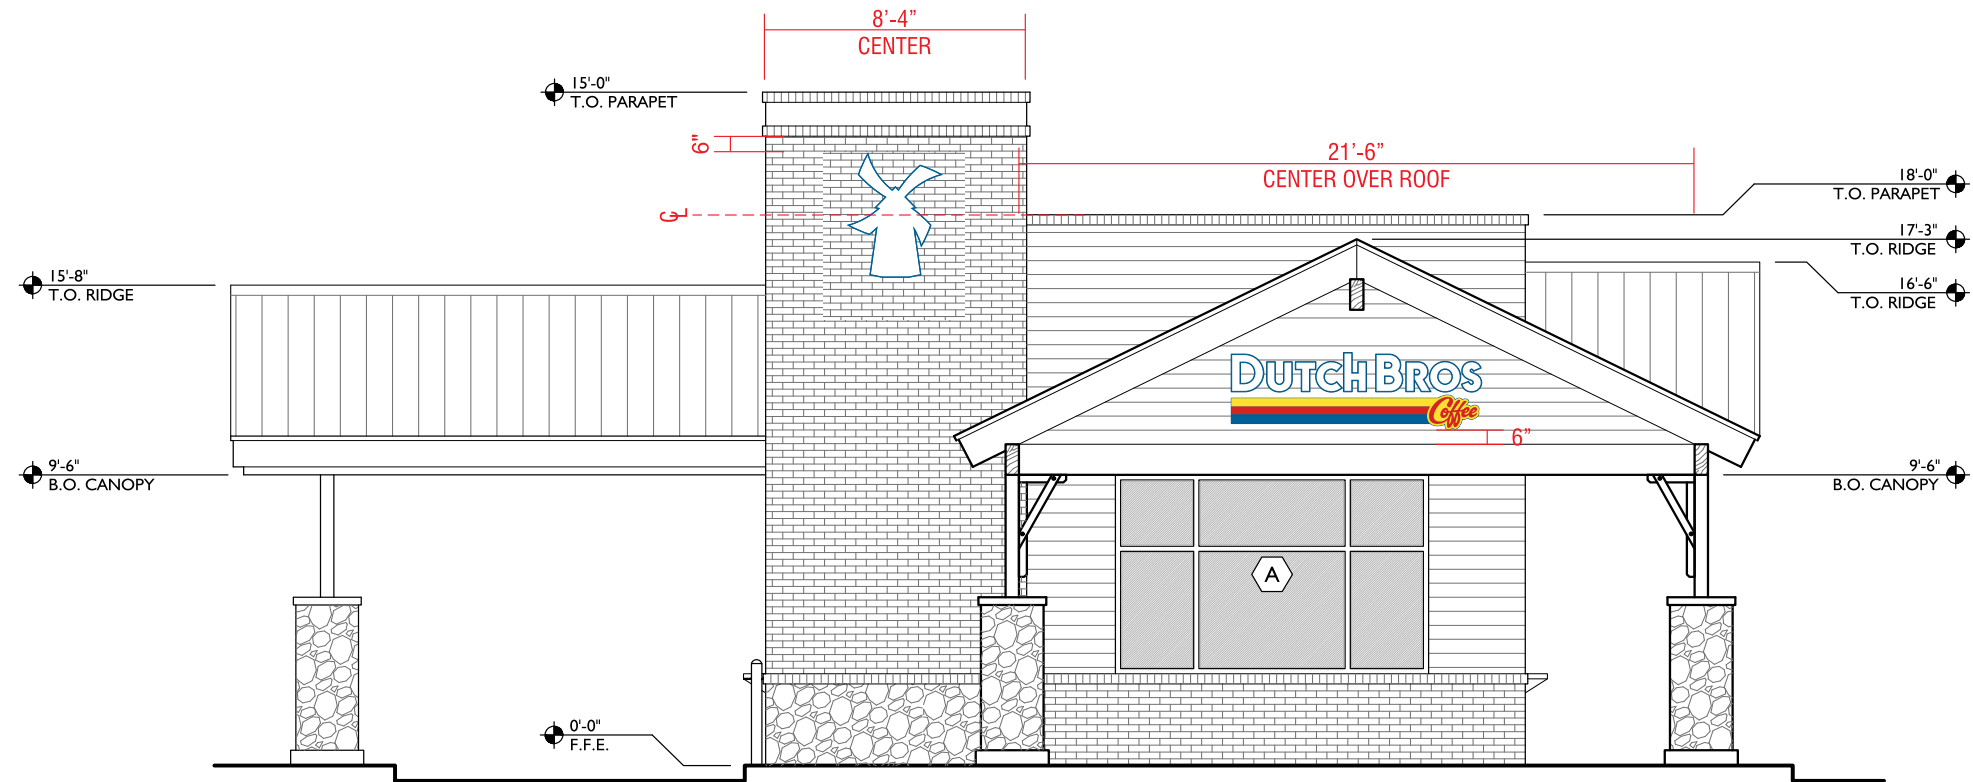 8’-4”
CENTER
15'-0"
T.O. PARAPET
6"
21’-6”
CENTER OVER ROOF
18'-0"
T.O. PARAPET
CL
17'-3"
T.O. RIDGE
15'-8"
T.O. RIDGE
16'-6"
T.O. RIDGE
DUTCH BROS
Coffee
6”
9'-6"
B.O. CANOPY
9'-6"
B.O. CANOPY
A
0'-0"
F.F.E.